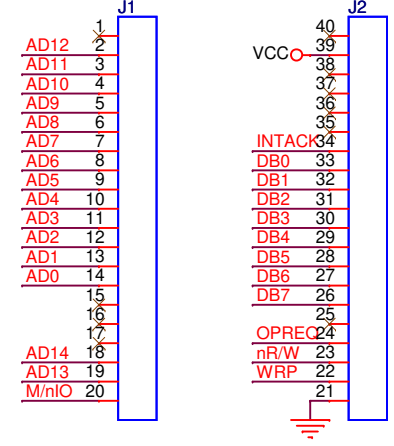 J1
1
AD12 2
AD11 3
AD10 4
AD9 5
AD8 6
AD7 7
AD6 8
AD5 9
AD4 10
AD3 11
AD2 12
AD1 13
AD0 14
15
16
17
AD14 18
AD13 19
M/nIO 20
J2
40
VCC 39
38
37
36
35
INTACK 34
DB0 33
DB1 32
DB2 31
DB3 30
DB4 29
DB5 28
DB6 27
DB7 26
25
OPREQ 24
nR/W 23
WRP 22
21